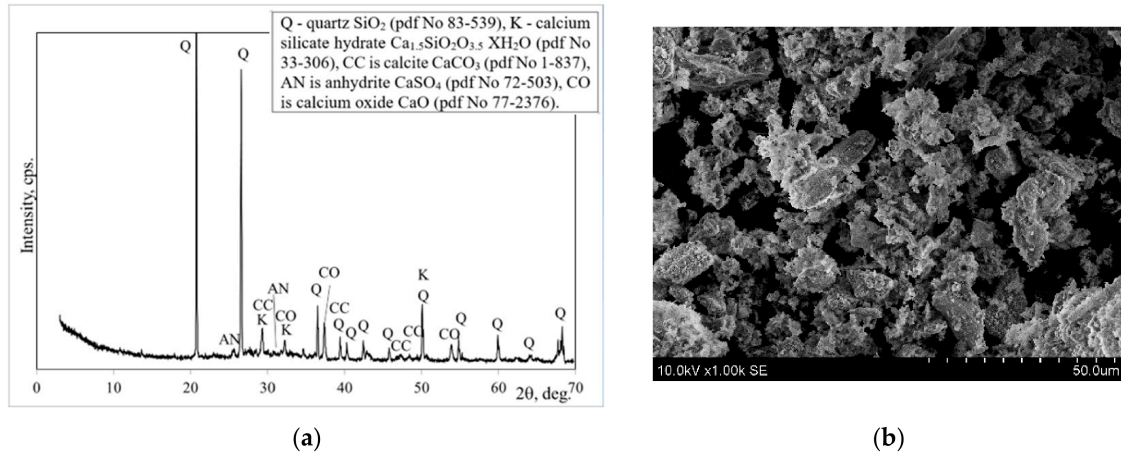 Q - quartz SiO₂ (pdf No 83-539), K - calcium
silicate hydrate Ca₁.₅SiO₂O₃.₅ XH₂O (pdf No
33-306), CC is calcite CaCO₃ (pdf No 1-837),
AN is anhydrite CaSO₄ (pdf No 72-503), CO
is calcium oxide CaO (pdf No 77-2376).
Intensity, cps.
Q
Q
AN
CC
K
AN
CO
K
Q
CO
CC
Q
Q
Q
Q
CC
CO
K
Q
CO
Q
Q
Q
Q
0 10 20 30 40 50 60 70
2θ, deg.
10.0kV x1.00k SE 50.0um
(a) (b)